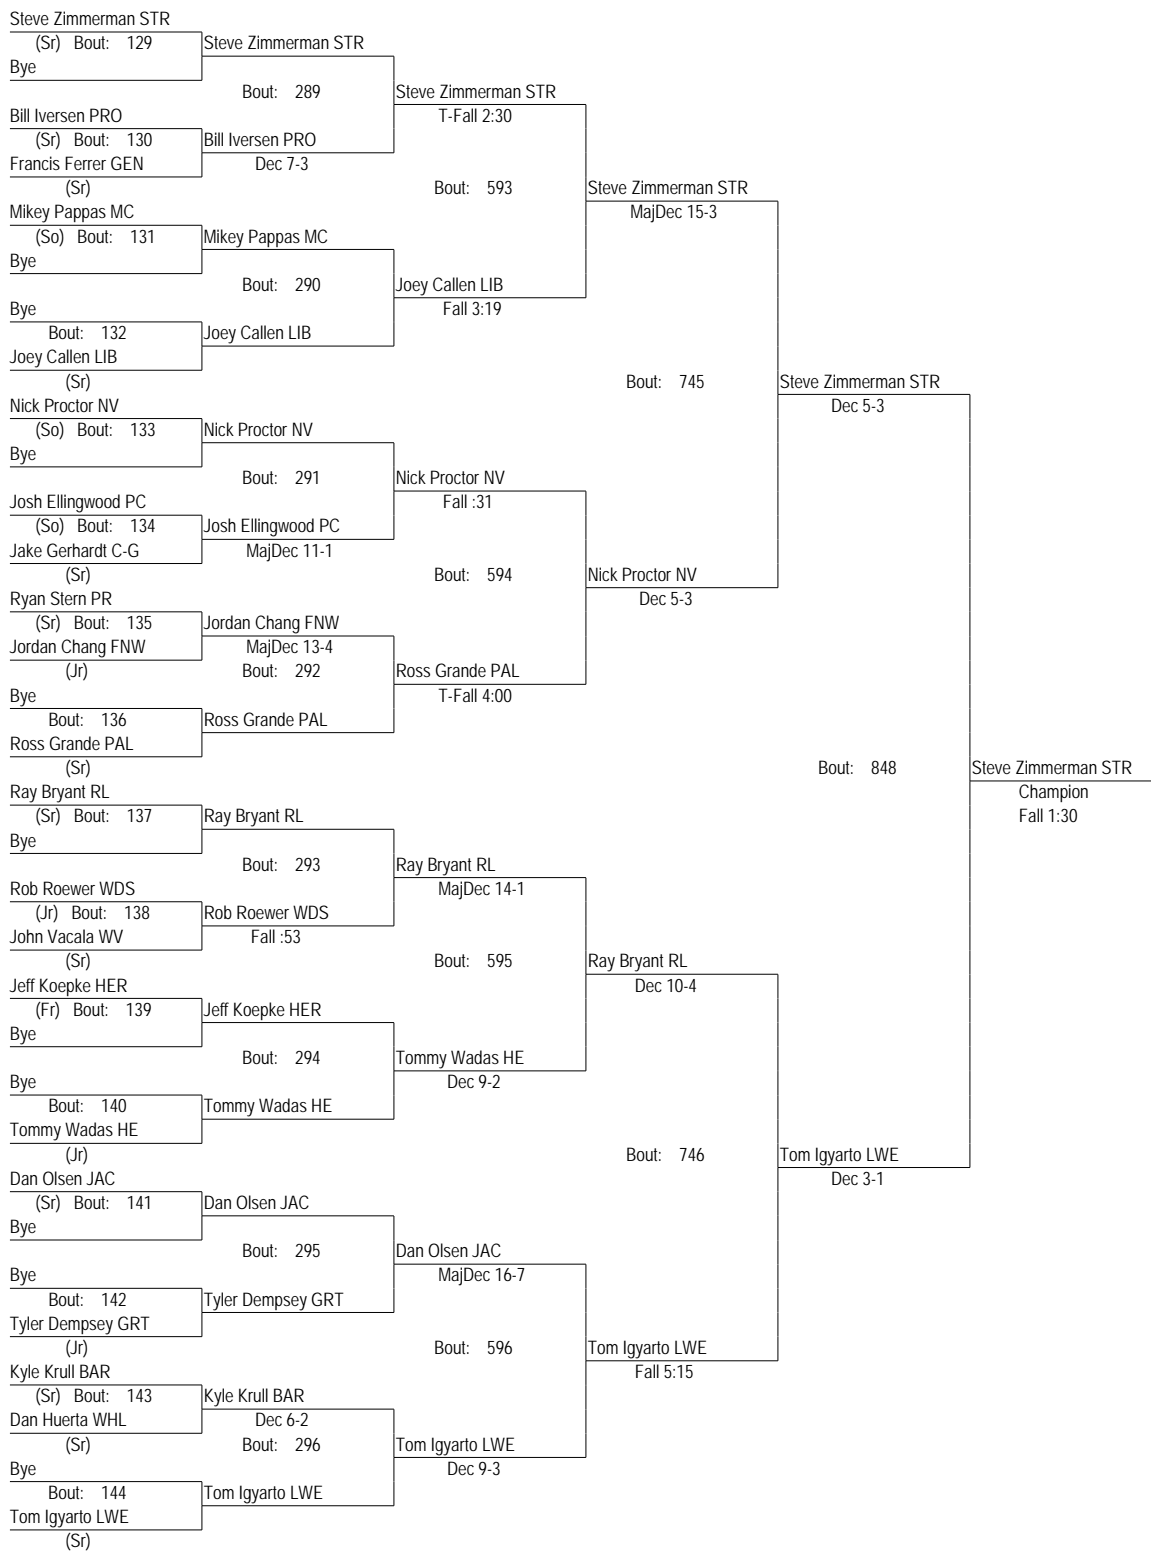 Steve Zimmerman STR
(Sr) Bout: 129 Steve Zimmerman STR
Bye
Bout: 289 Steve Zimmerman STR
Bill Iversen PRO T-Fall 2:30
(Sr) Bout: 130 Bill Iversen PRO
Francis Ferrer GEN Dec 7-3
(Sr) Bout: 593 Steve Zimmerman STR
Mikey Pappas MC MajDec 15-3
(So) Bout: 131 Mikey Pappas MC
Bye
Bout: 290 Joey Callen LIB
Bye Fall 3:19
Bout: 132 Joey Callen LIB
Joey Callen LIB
(Sr) Bout: 745 Steve Zimmerman STR
Nick Proctor NV Dec 5-3
(So) Bout: 133 Nick Proctor NV
Bye
Bout: 291 Nick Proctor NV
Josh Ellingwood PC Fall :31
(So) Bout: 134 Josh Ellingwood PC
Jake Gerhardt C-G MajDec 11-1
(Sr) Bout: 594 Nick Proctor NV
Ryan Stern PR Dec 5-3
(Sr) Bout: 135 Jordan Chang FNW
Jordan Chang FNW MajDec 13-4
(Jr) Bout: 292 Ross Grande PAL
Bye T-Fall 4:00
Bout: 136 Ross Grande PAL
Ross Grande PAL
(Sr) Bout: 848 Steve Zimmerman STR
Ray Bryant RL Champion
(Sr) Bout: 137 Ray Bryant RL Fall 1:30
Bye
Bout: 293 Ray Bryant RL
Rob Roewer WDS MajDec 14-1
(Jr) Bout: 138 Rob Roewer WDS
John Vacala WV Fall :53
(Sr) Bout: 595 Ray Bryant RL
Jeff Koepke HER Dec 10-4
(Fr) Bout: 139 Jeff Koepke HER
Bye
Bout: 294 Tommy Wadas HE
Bye Dec 9-2
Bout: 140 Tommy Wadas HE
Tommy Wadas HE
(Jr) Bout: 746 Tom Igyarto LWE
Dan Olsen JAC Dec 3-1
(Sr) Bout: 141 Dan Olsen JAC
Bye
Bout: 295 Dan Olsen JAC
Bye MajDec 16-7
Bout: 142 Tyler Dempsey GRT
Tyler Dempsey GRT
(Jr) Bout: 596 Tom Igyarto LWE
Kyle Krull BAR Fall 5:15
(Sr) Bout: 143 Kyle Krull BAR
Dan Huerta WHL Dec 6-2
(Sr) Bout: 296 Tom Igyarto LWE
Bye Dec 9-3
Bout: 144 Tom Igyarto LWE
Tom Igyarto LWE
(Sr)